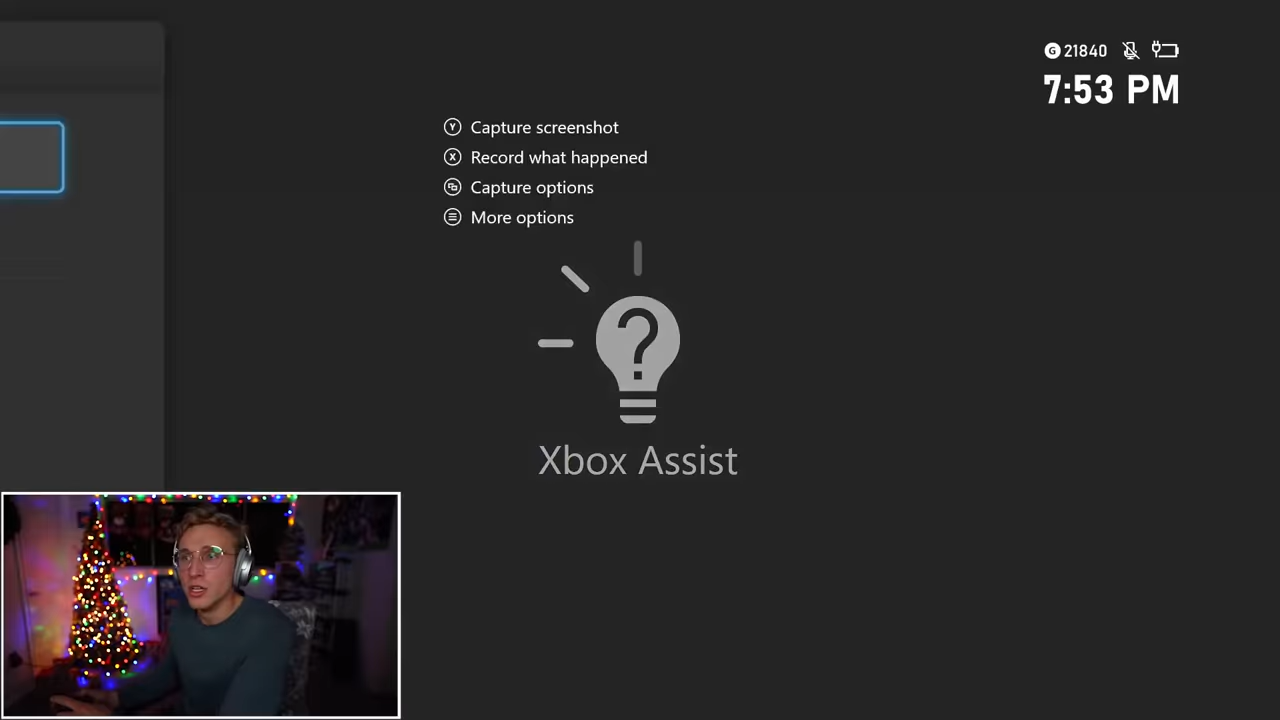 G 21840
7:53 PM
Y Capture screenshot
X Record what happened
Capture options
More options
?
Xbox Assist